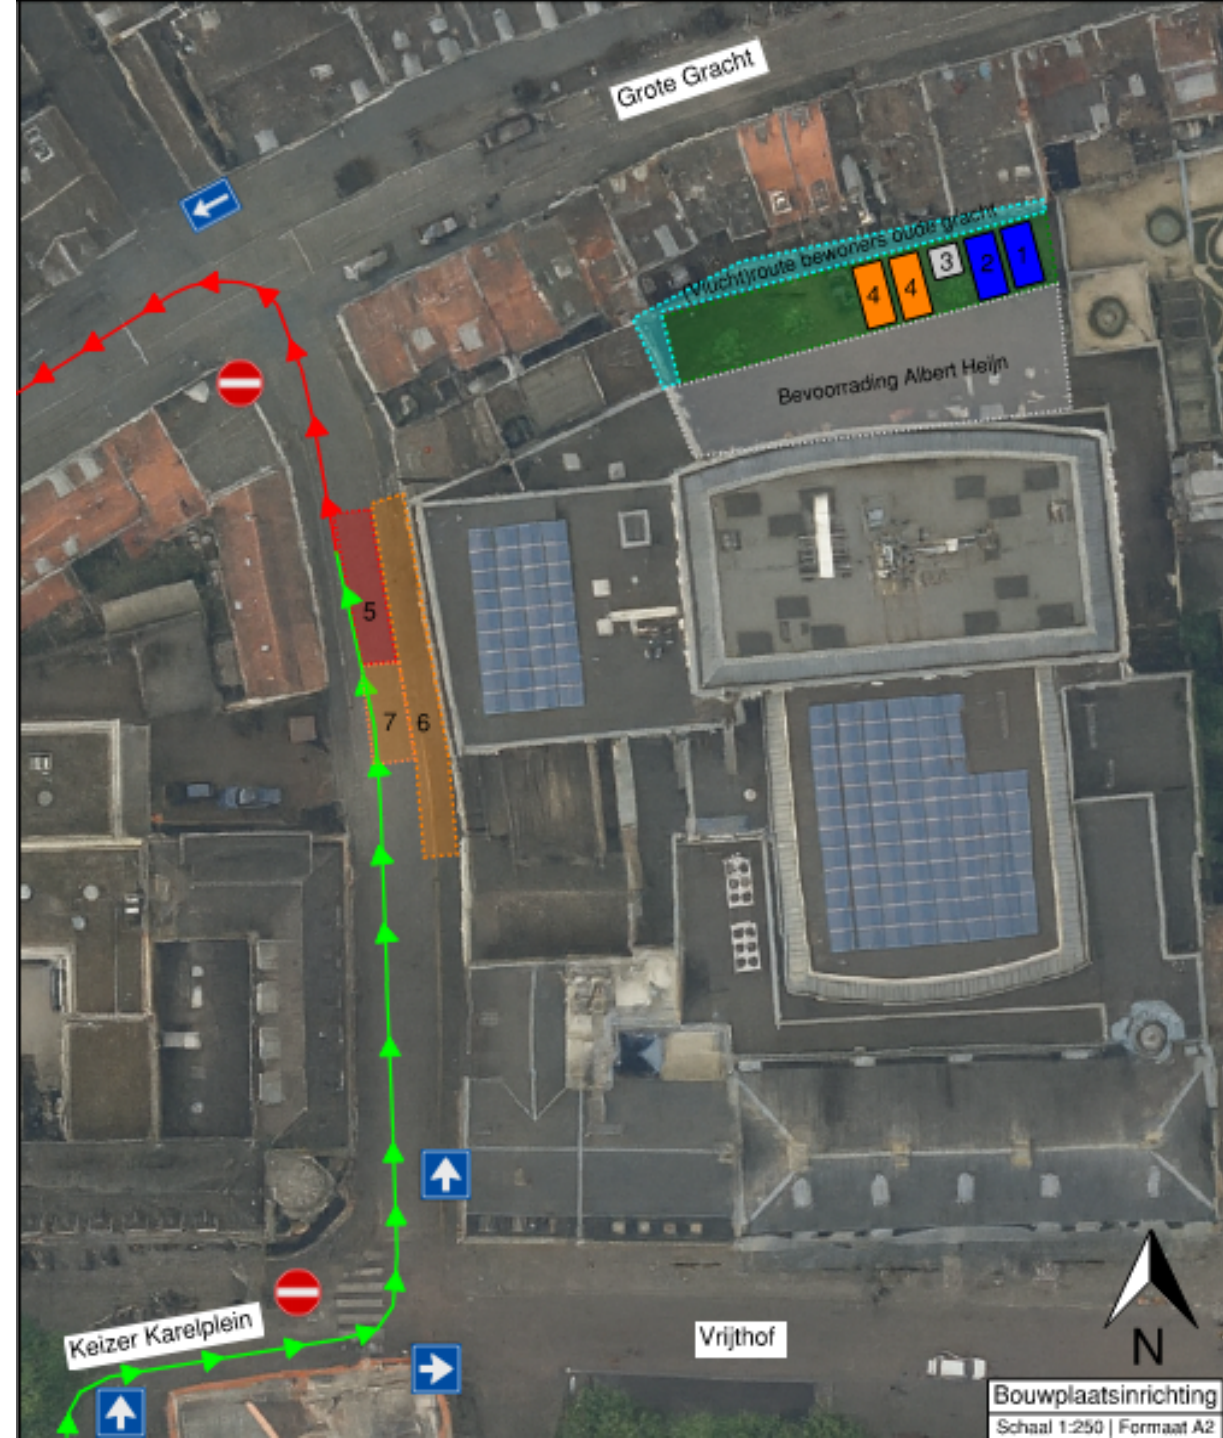 Grote Gracht
(Vlucht)route bewoners oude gracht
4
4
3
2
1
Bevoorrading Albert Heijn
5
7
6
Keizer Karelplein
Vrijthof
N
Bouwplaatsinrichting
Schaal 1:250 | Formaat A2